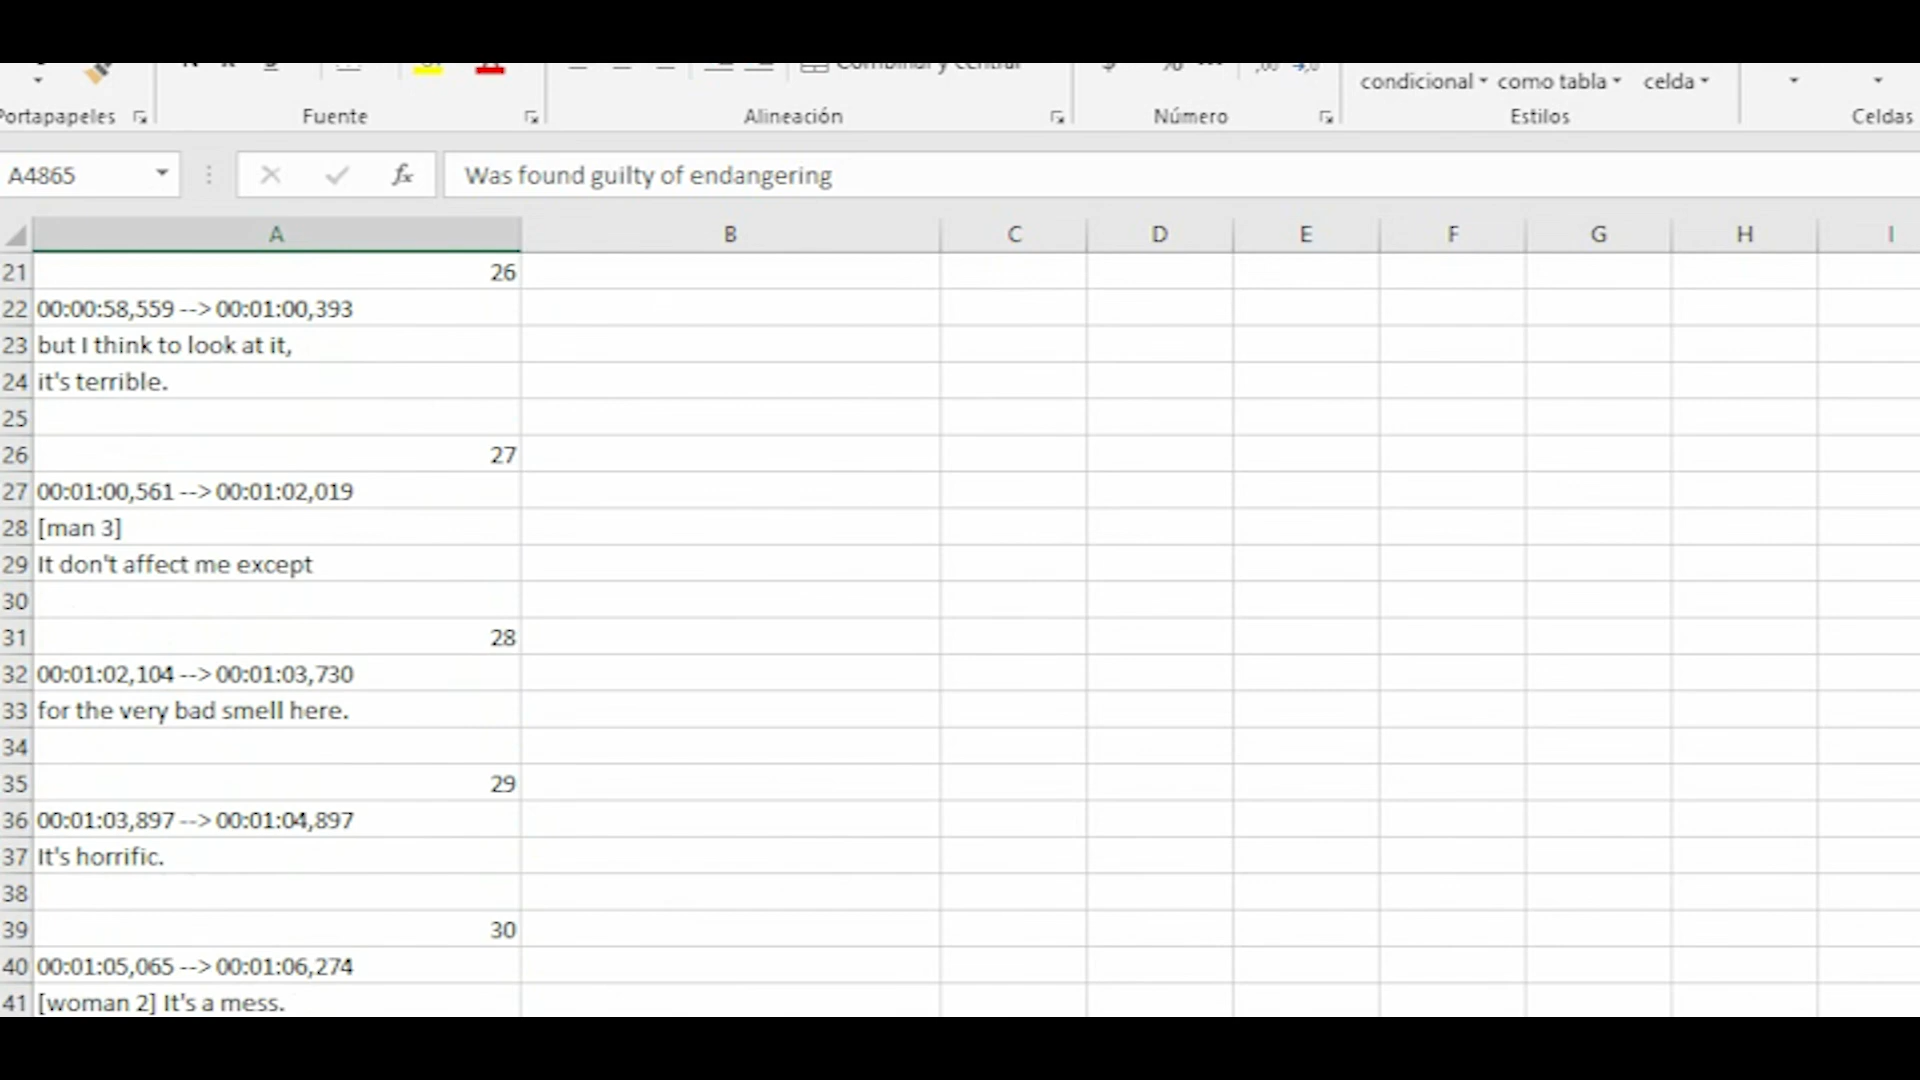 Combinar y central
condicional como tabla celda
Portapapeles Fuente Alineación Número Estilos Celdas
A4865 fx Was found guilty of endangering
A B C D E F G H I
21 26
22 00:00:58,559 --> 00:01:00,393
23 but I think to look at it,
24 it's terrible.
25
26 27
27 00:01:00,561 --> 00:01:02,019
28 [man 3]
29 It don't affect me except
30
31 28
32 00:01:02,104 --> 00:01:03,730
33 for the very bad smell here.
34
35 29
36 00:01:03,897 --> 00:01:04,897
37 It's horrific.
38
39 30
40 00:01:05,065 --> 00:01:06,274
41 [woman 2] It's a mess.